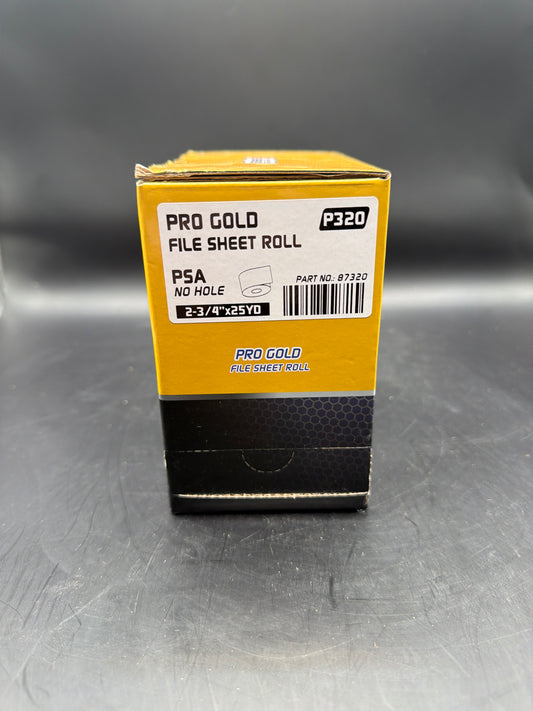 PRO GOLD
P320
FILE SHEET ROLL
PSA
NO HOLE
PART NO.: 87320
2-3/4"x25YD
PRO GOLD
FILE SHEET ROLL